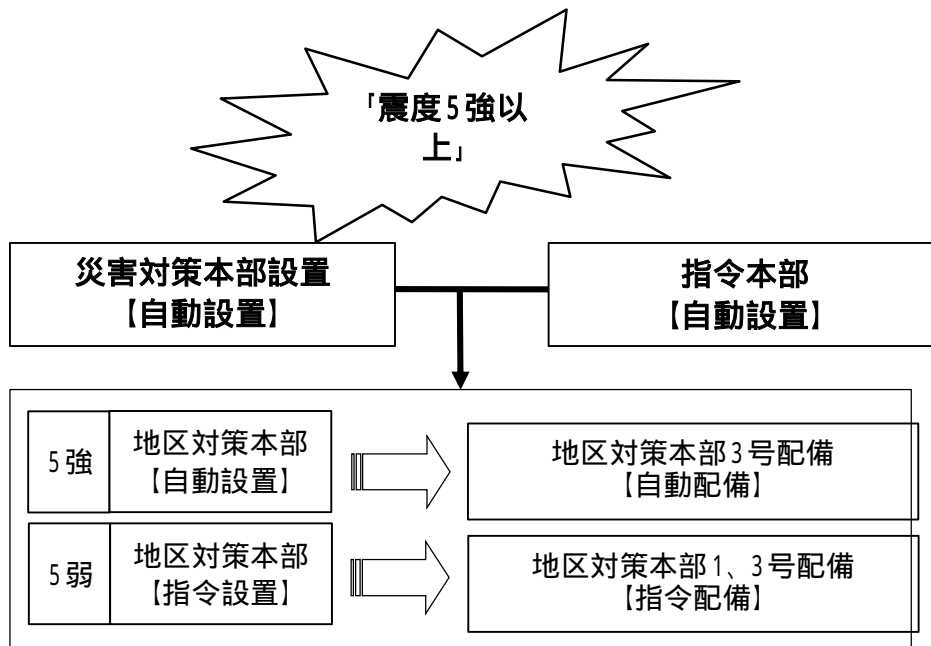 「震度5強以
上」
災害対策本部設置
【自動設置】
指令本部
【自動設置】
5強
地区対策本部
【自動設置】
地区対策本部3号配備
【自動配備】
5弱
地区対策本部
【指令設置】
地区対策本部1、3号配備
【指令配備】